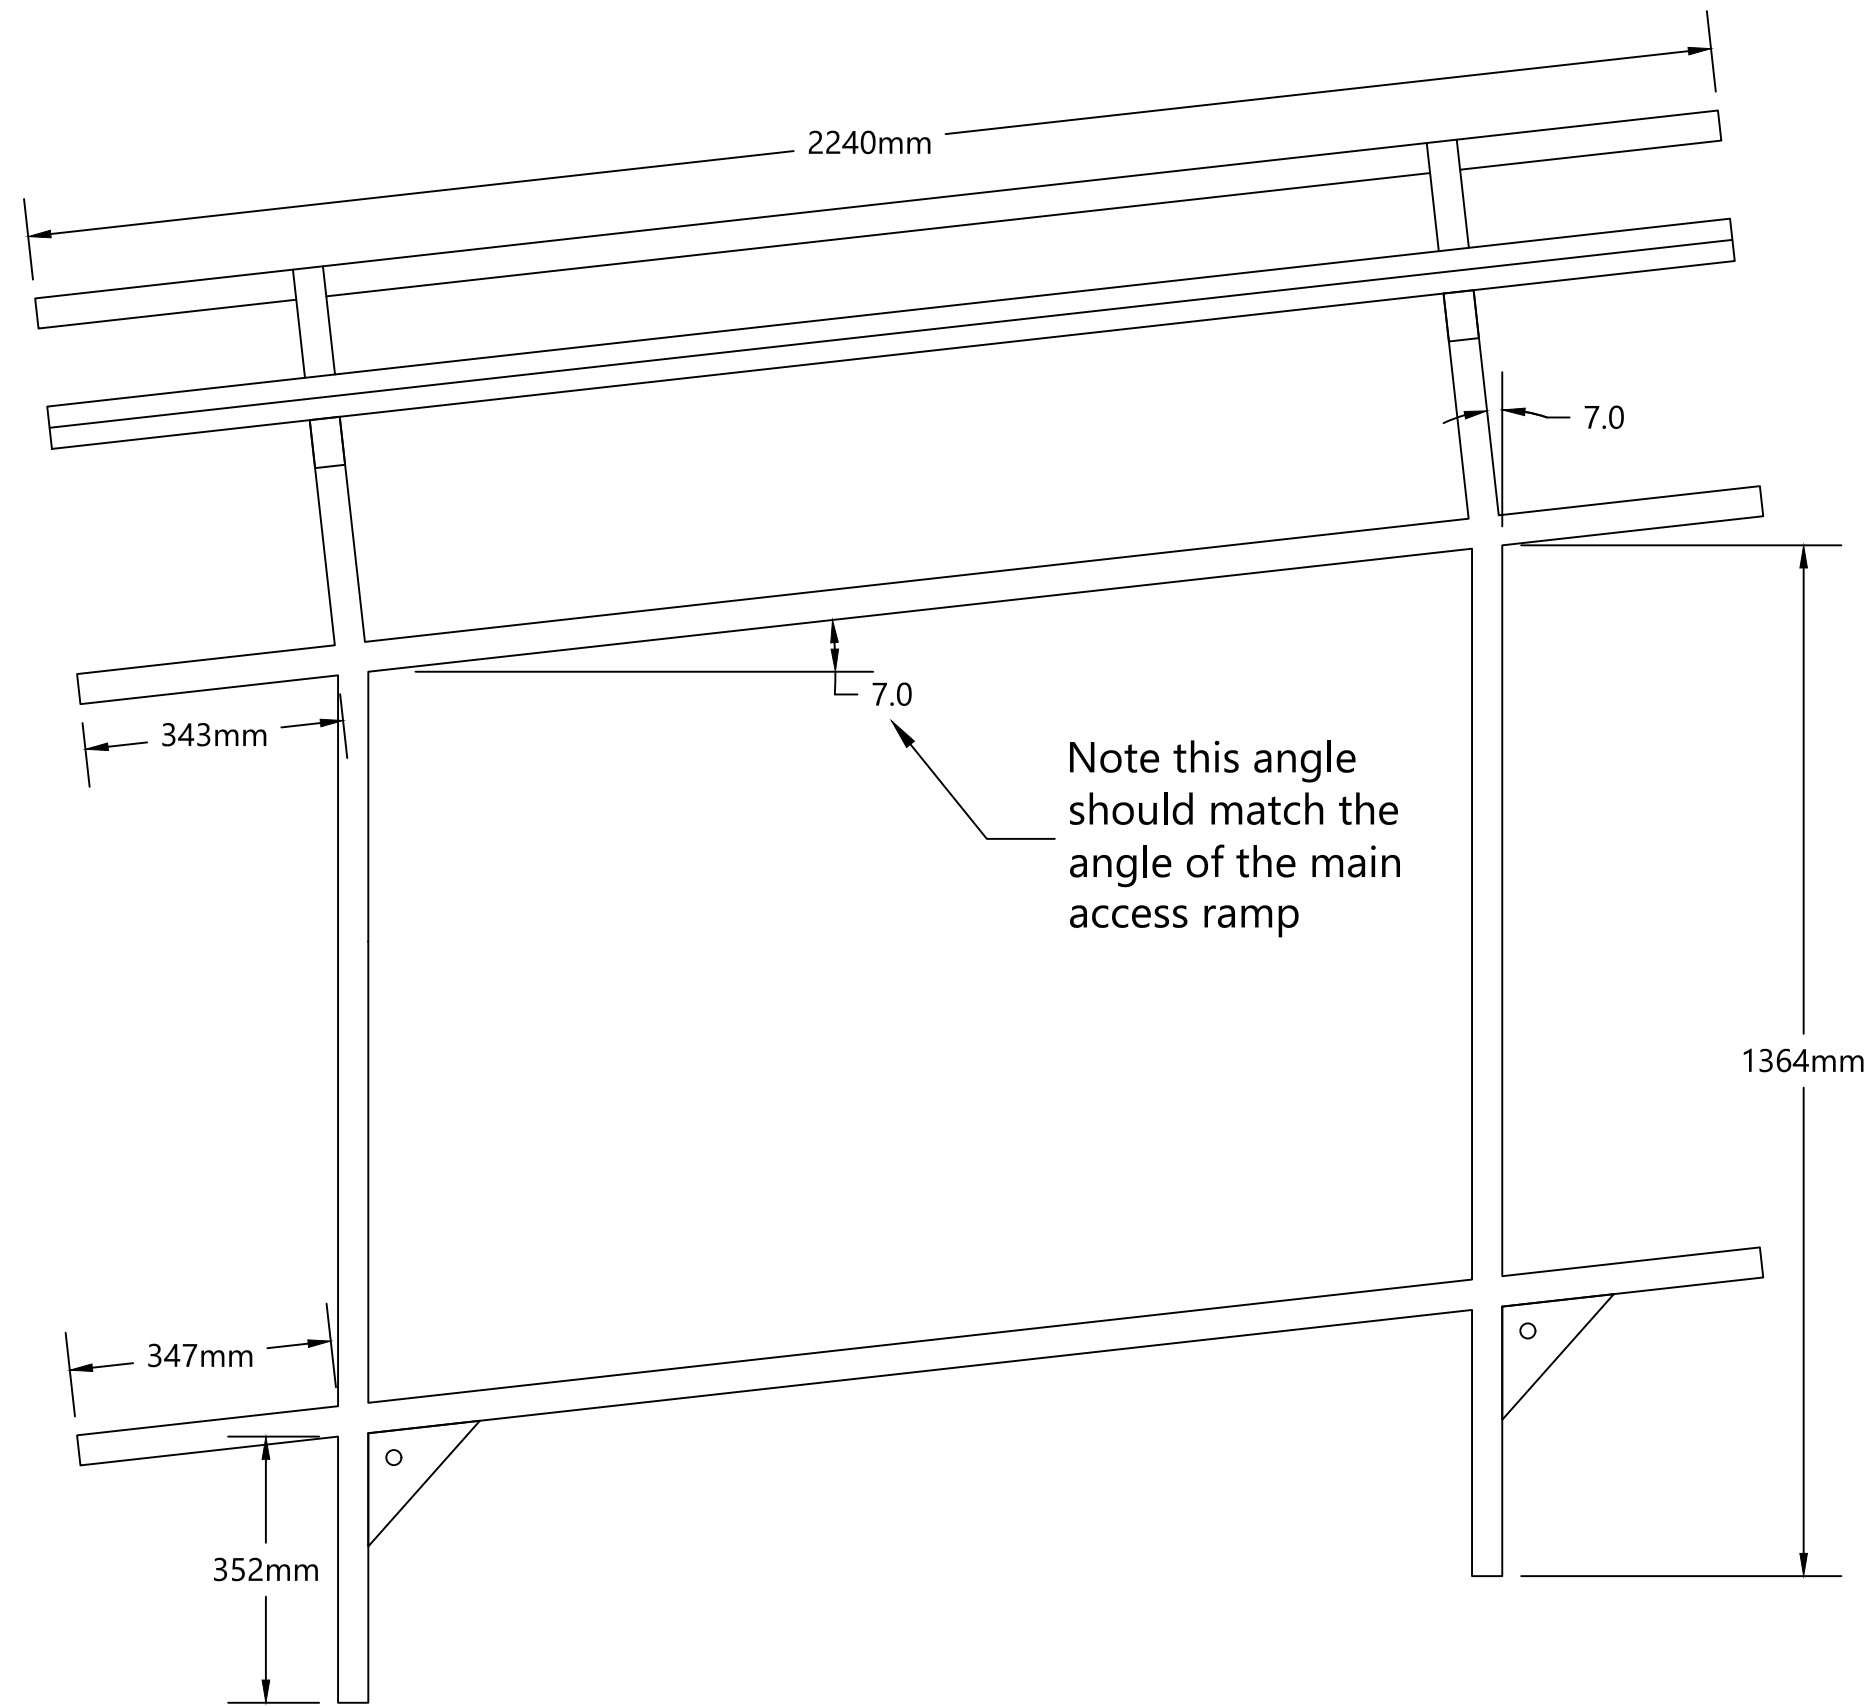 2240mm
7.0
343mm
7.0
Note this angle
should match the
angle of the main
access ramp
1364mm
347mm
352mm